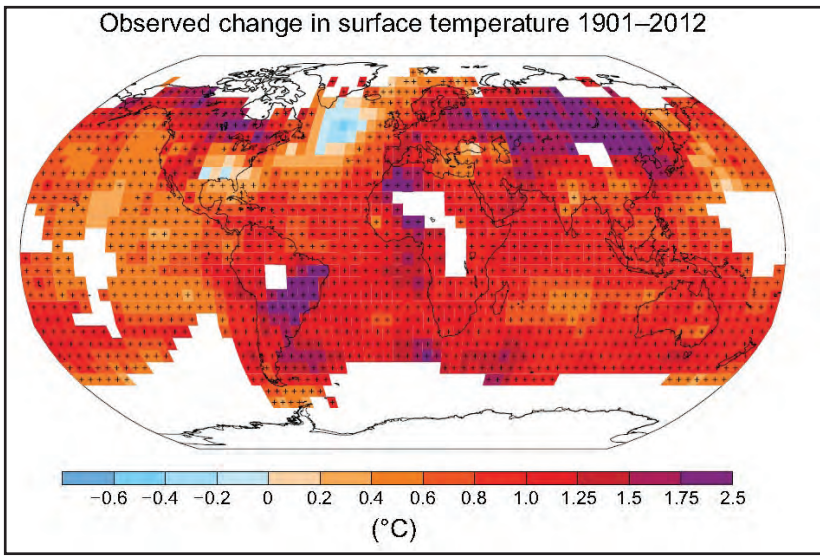 Observed change in surface temperature 1901–2012
−0.6 −0.4 −0.2 0 0.2 0.4 0.6 0.8 1.0 1.25 1.5 1.75 2.5
(°C)